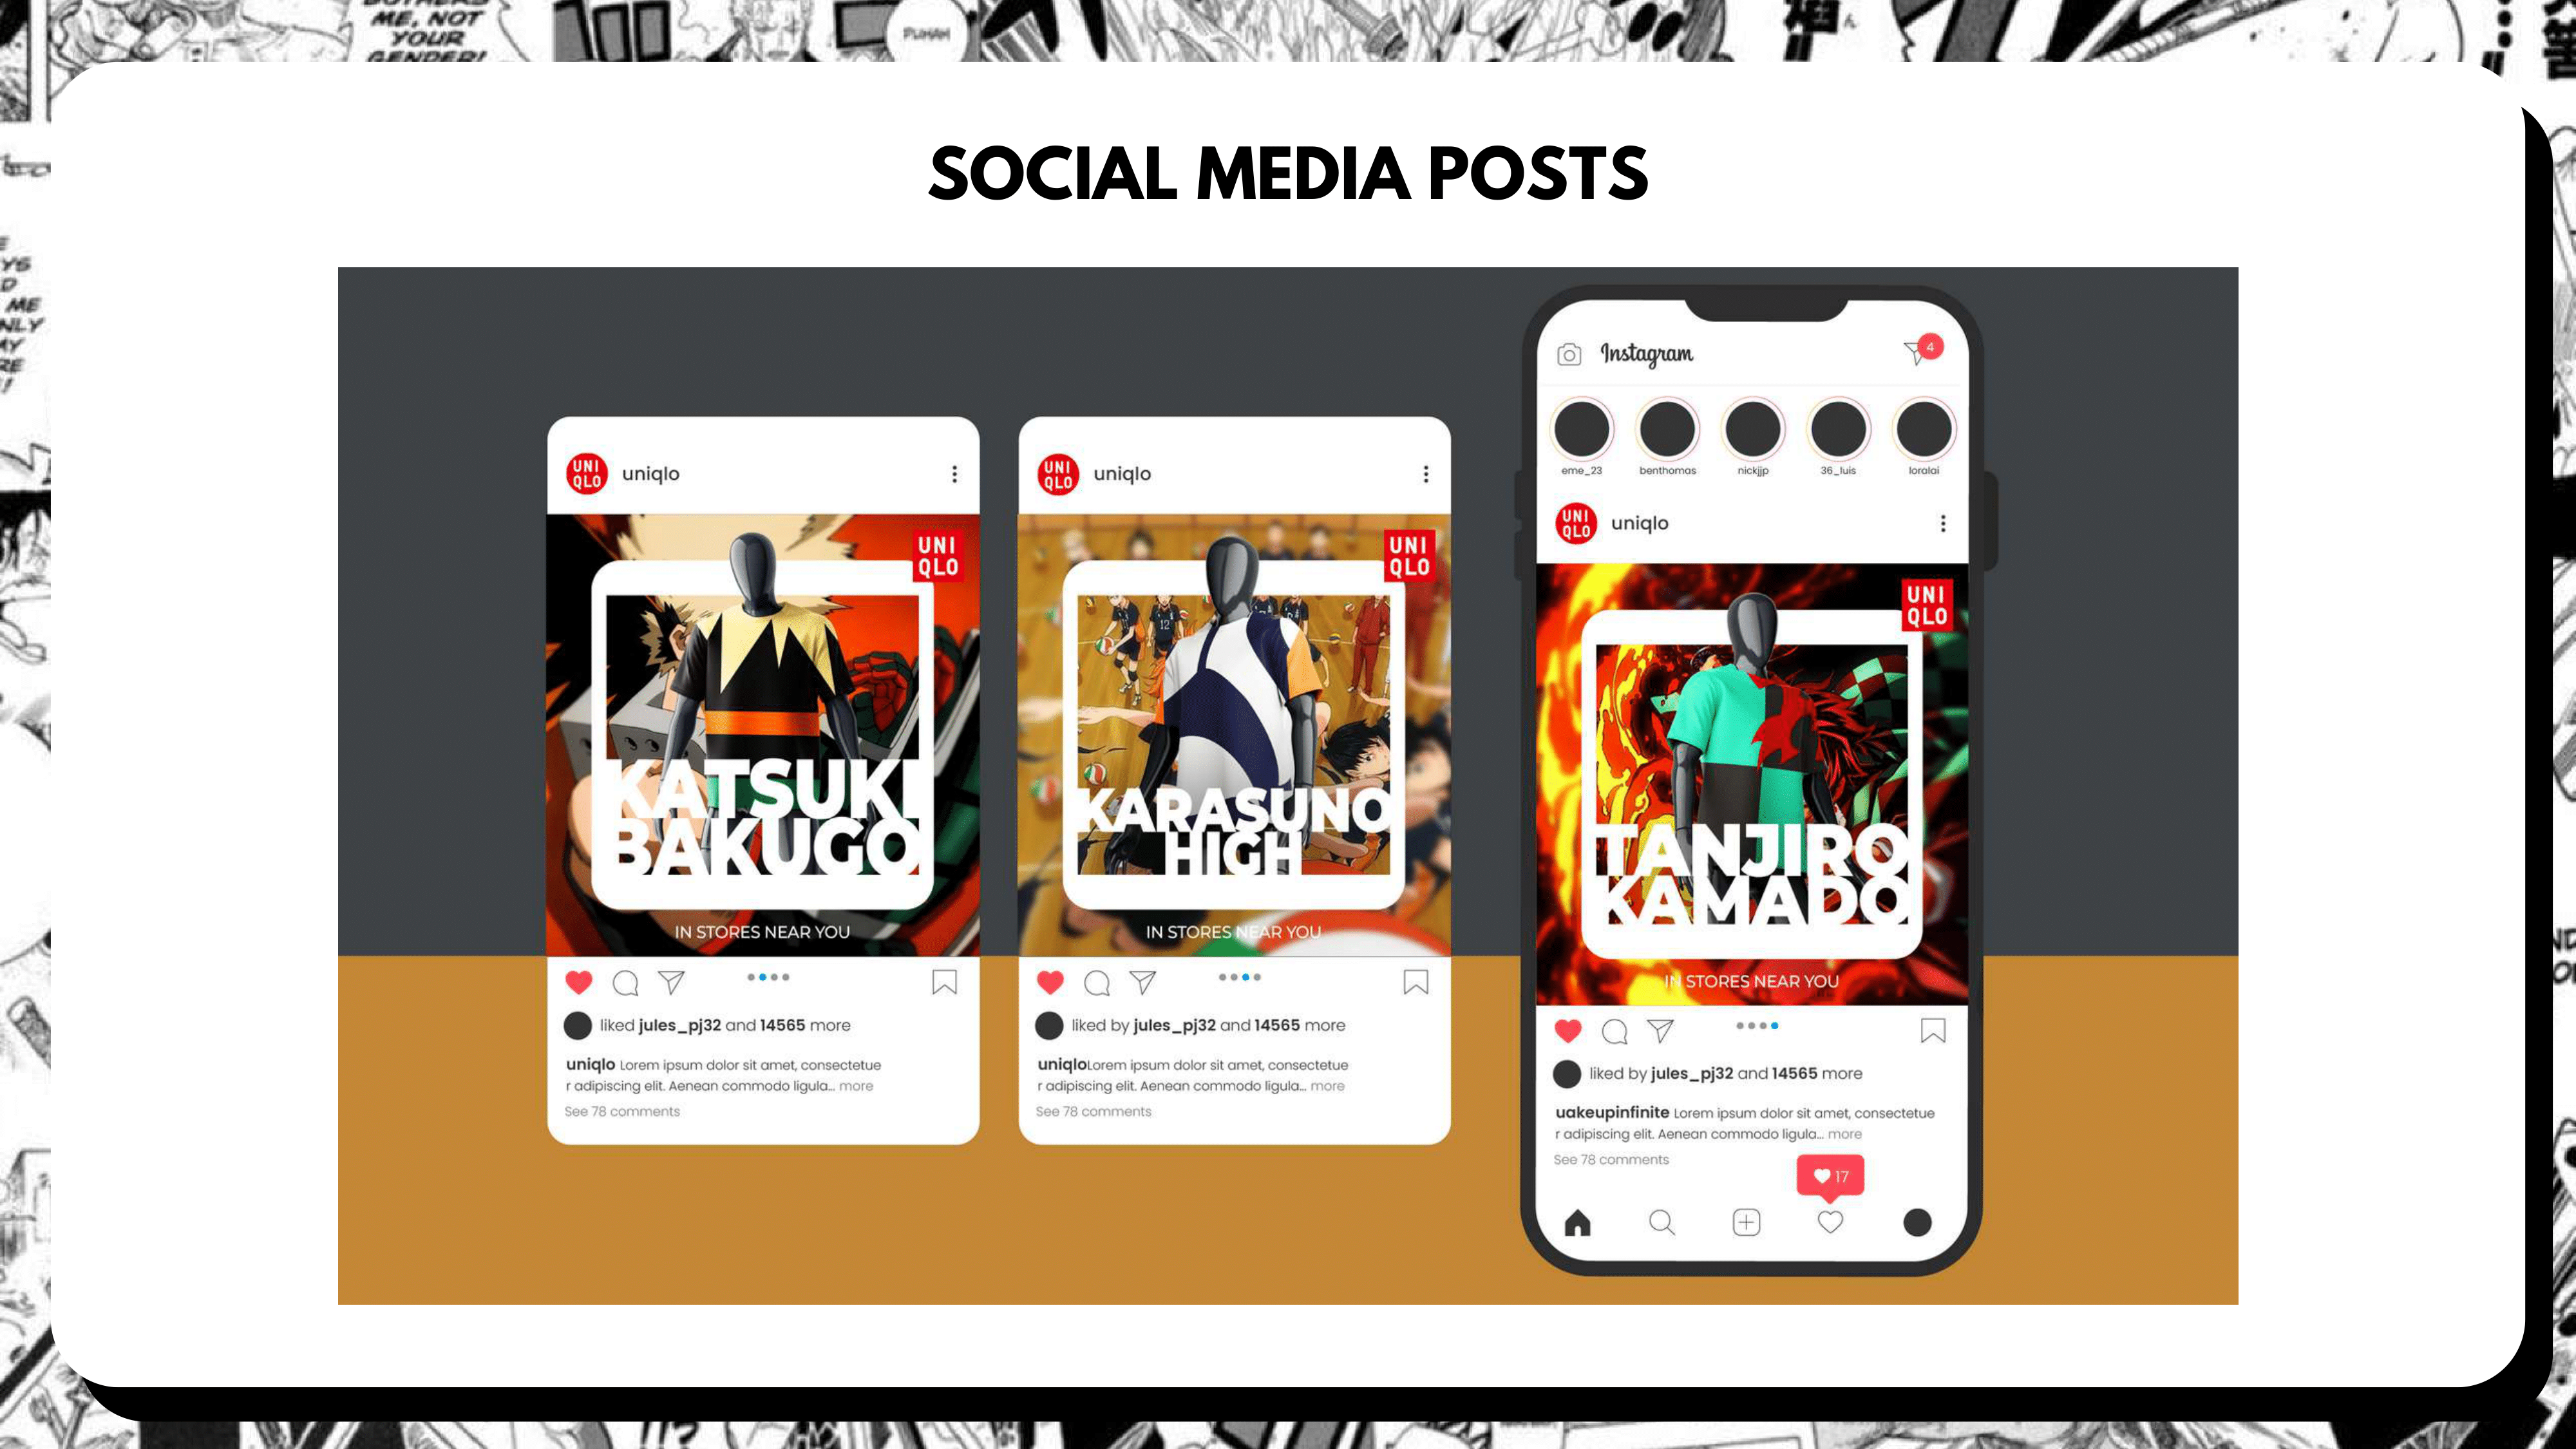 ME, NOT
YOUR
GENDER!
PUHAH
SOCIAL MEDIA POSTS
uniqlo
UNI
QLO
UNI
QLO
KATSUKI
BAKUGO
IN STORES NEAR YOU
liked jules_pj32 and 14565 more
uniqlo Lorem ipsum dolor sit amet, consectetue
r adipiscing elit. Aenean commodo ligula... more
See 78 comments
UNI
QLO
uniqlo
UNI
QLO
12
KARASUNO
HIGH
IN STORES NEAR YOU
liked by jules_pj32 and 14565 more
uniqloLorem ipsum dolor sit amet, consectetue
r adipiscing elit. Aenean commodo ligula... more
See 78 comments
Instagram
4
eme_23 benthomas nickjjp 36_luis loralai
UNI
QLO
uniqlo
UNI
QLO
TANJIRO
KAMADO
IN STORES NEAR YOU
liked by jules_pj32 and 14565 more
uakeupinfinite Lorem ipsum dolor sit amet, consectetue
r adipiscing elit. Aenean commodo ligula... more
See 78 comments
17
!?